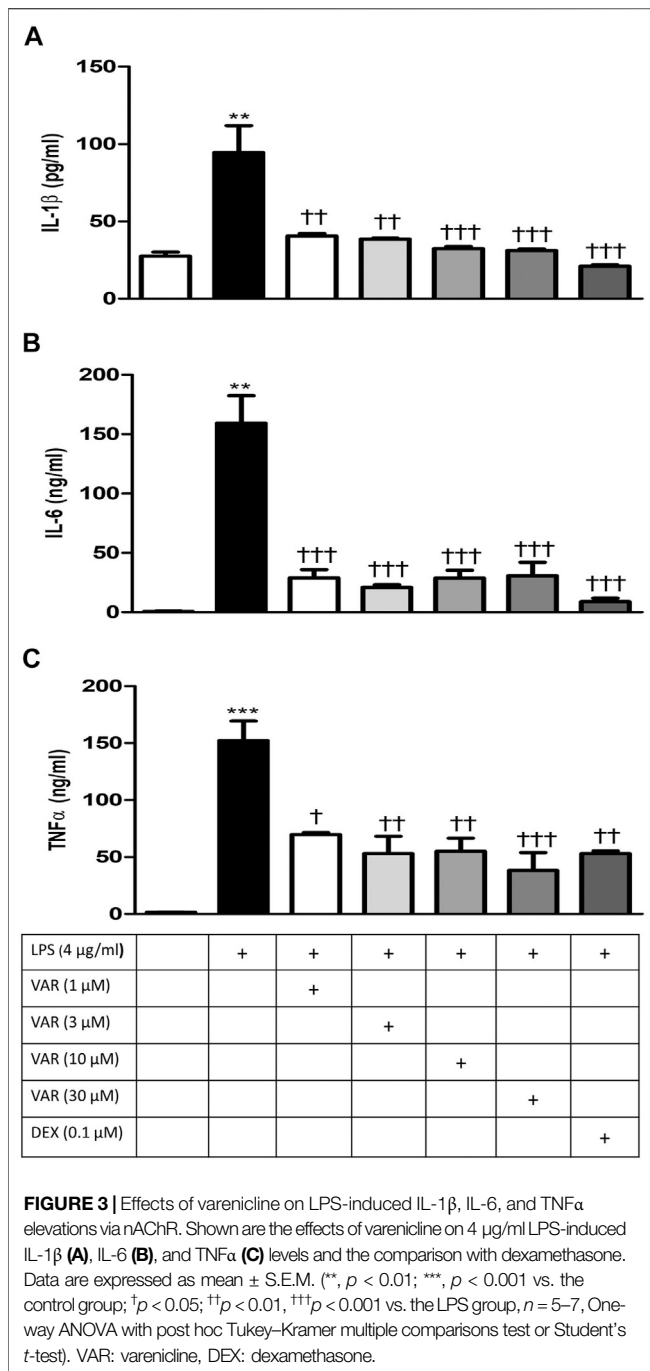 A
150
**
100
IL-1β (pg/ml)
†† †† ††† ††† †††
50
0
B
200
**
150
IL-6 (ng/ml)
100
††† ††† ††† ††† †††
50
0
C
200
***
150
TNFα (ng/ml)
100
† †† †† ††† ††
50
0
LPS (4 µg/ml) + + + + + +
VAR (1 µM) +
VAR (3 µM) +
VAR (10 µM) +
VAR (30 µM) +
DEX (0.1 µM) +
FIGURE 3 | Effects of varenicline on LPS-induced IL-1β, IL-6, and TNFα
elevations via nAChR. Shown are the effects of varenicline on 4 µg/ml LPS-induced
IL-1β (A), IL-6 (B), and TNFα (C) levels and the comparison with dexamethasone.
Data are expressed as mean ± S.E.M. (**, p < 0.01; ***, p < 0.001 vs. the
control group; †p < 0.05; ††p < 0.01, †††p < 0.001 vs. the LPS group, n = 5–7, One-
way ANOVA with post hoc Tukey–Kramer multiple comparisons test or Student's
t-test). VAR: varenicline, DEX: dexamethasone.